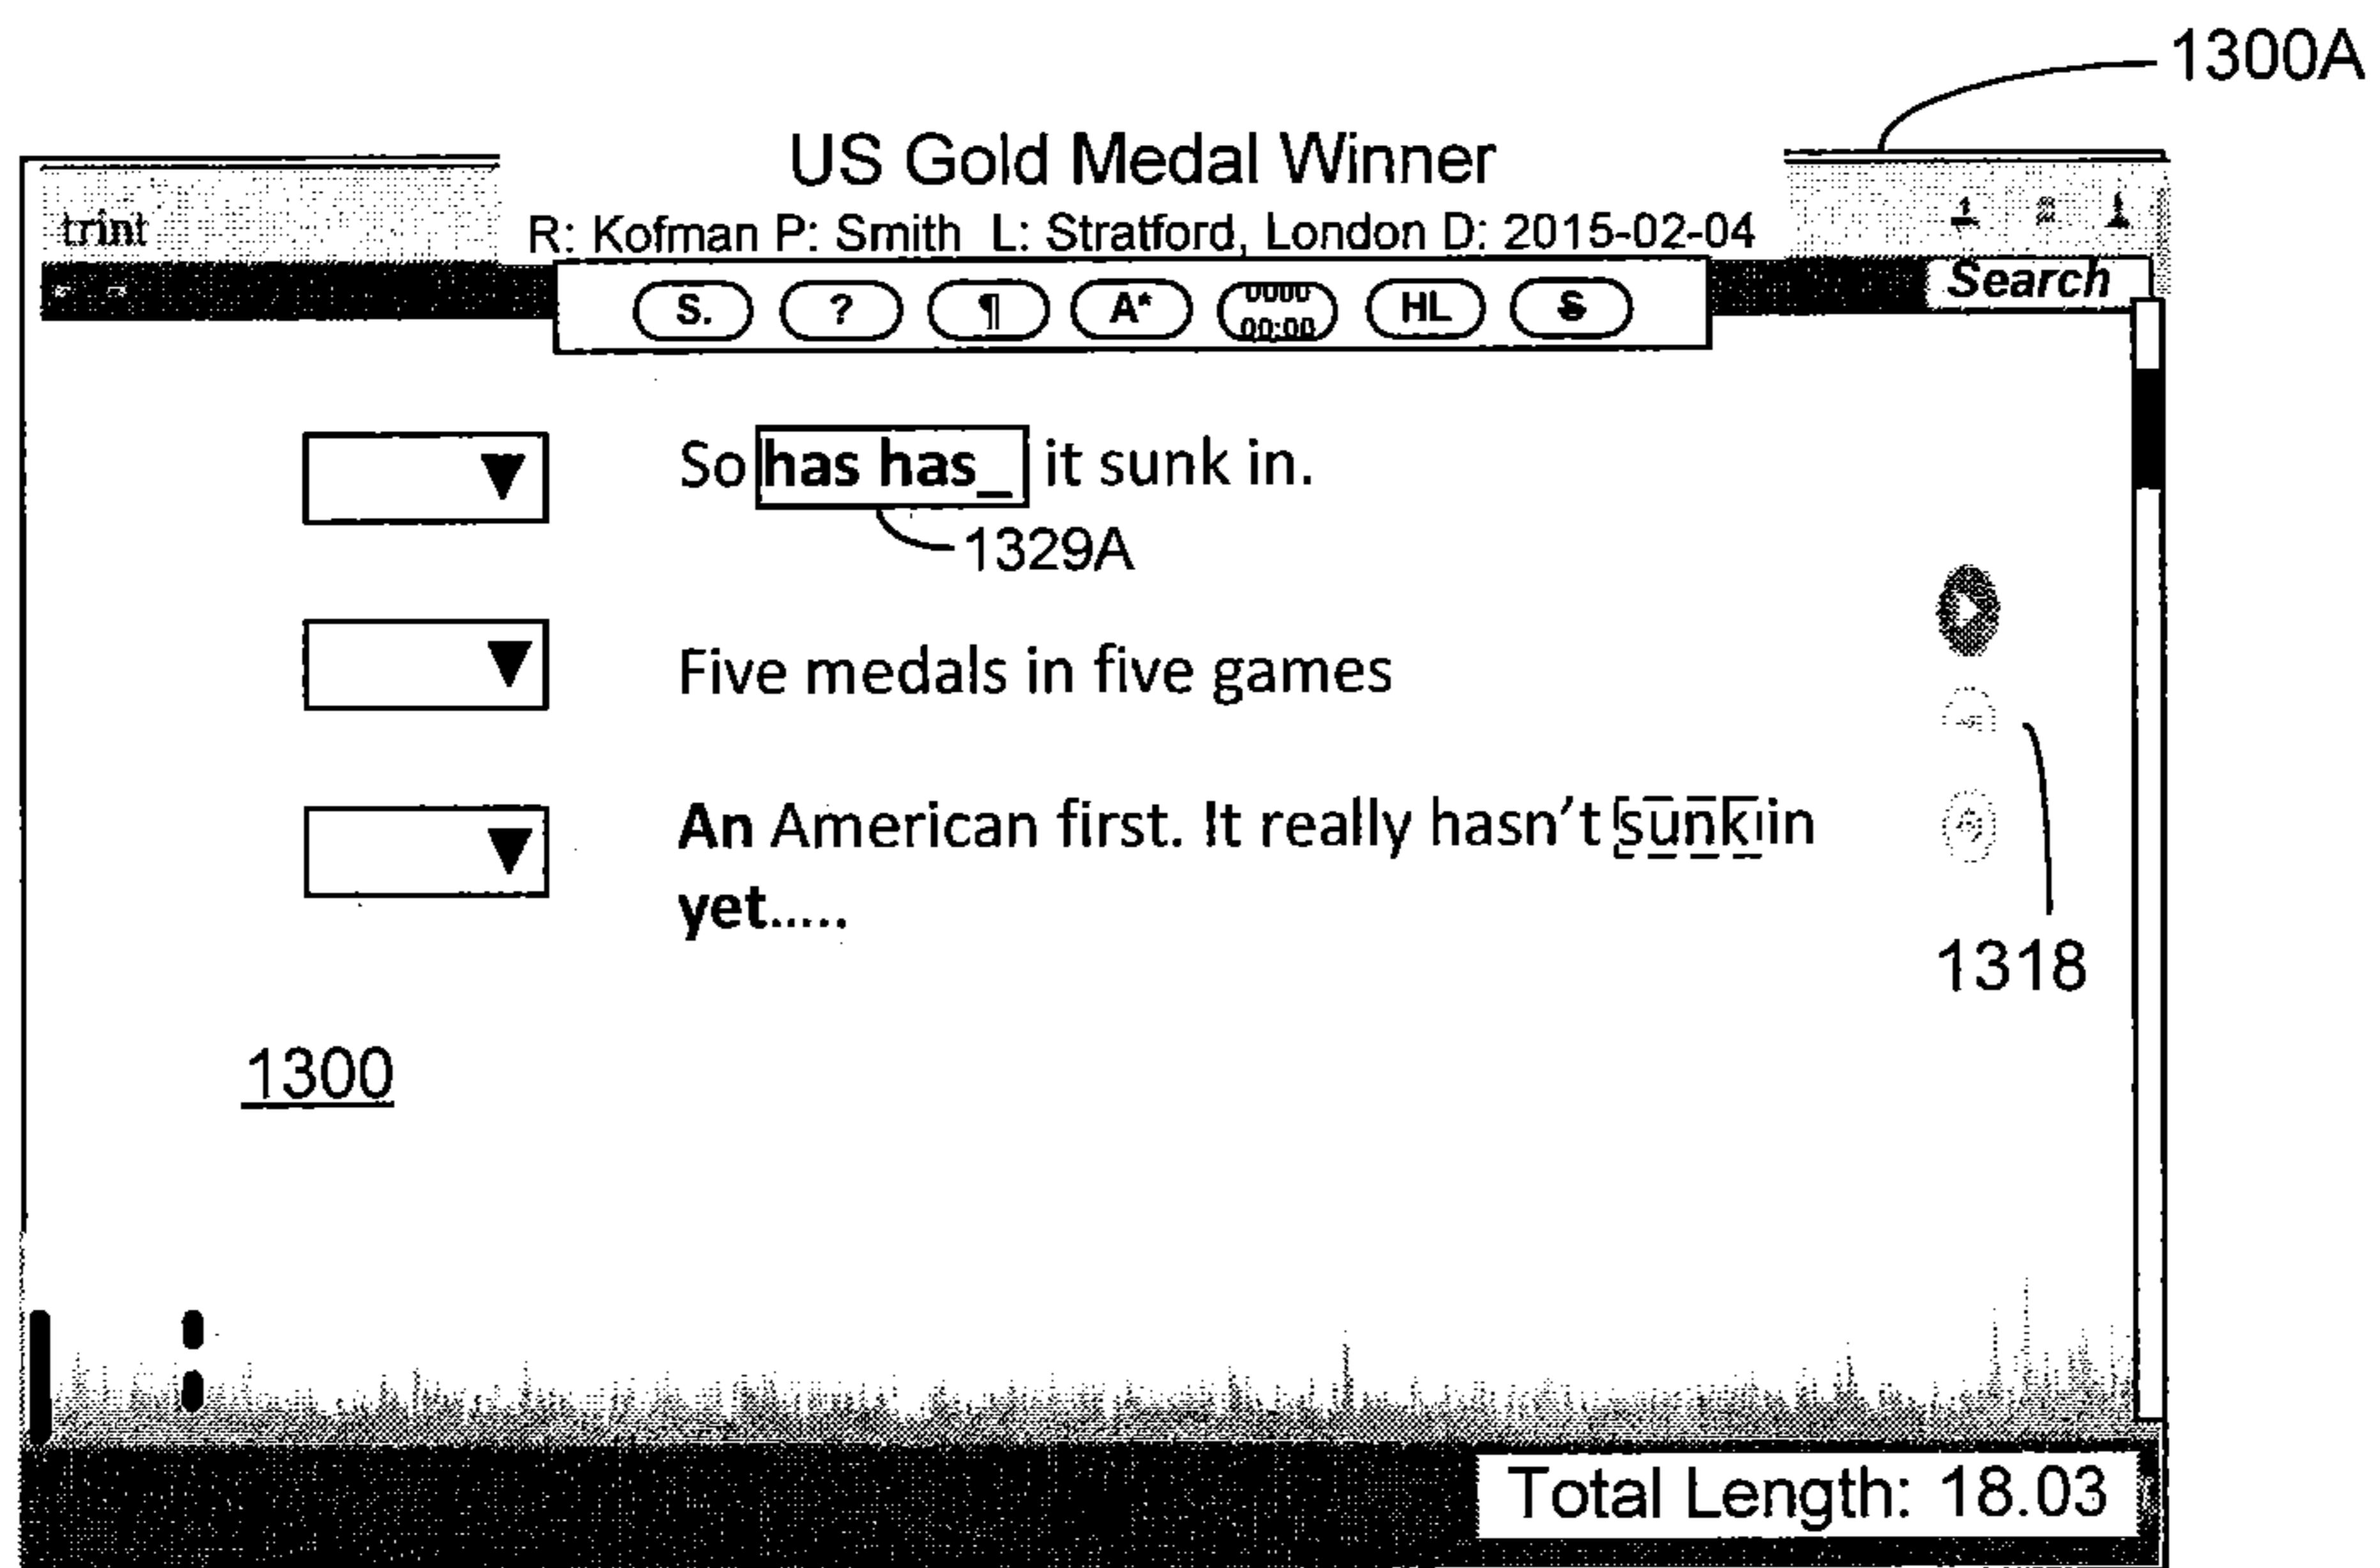 1300A
US Gold Medal Winner
trint
R: Kofman P: Smith L: Stratford, London D: 2015-02-04
S. ? ¶ A* 00:00 HL S
Search
So has has_ it sunk in.
1329A
Five medals in five games
An American first. It really hasn't sunk in
yet.....
1318
1300
Total Length: 18.03